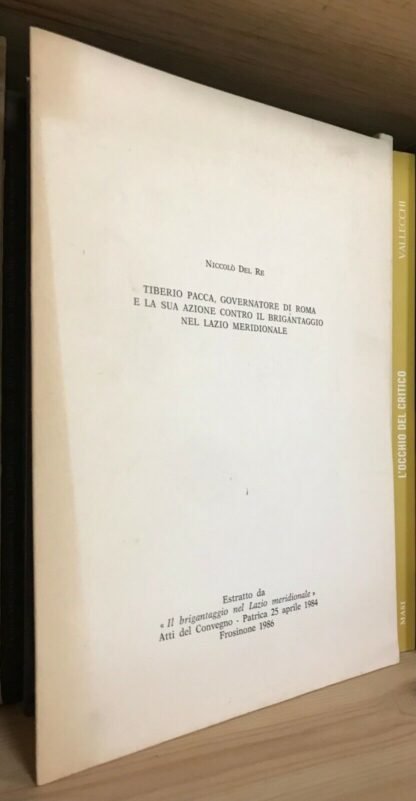 NICCOLÒ DEL RE
TIBERIO PACCA, GOVERNATORE DI ROMA
E LA SUA AZIONE CONTRO IL BRIGANTAGGIO
NEL LAZIO MERIDIONALE
Estratto da
« Il brigantaggio nel Lazio meridionale »
Atti del Convegno - Patrica 25 aprile 1984
Frosinone 1986
VALLECCHI
L'OCCHIO DEL CRITICO
MASI